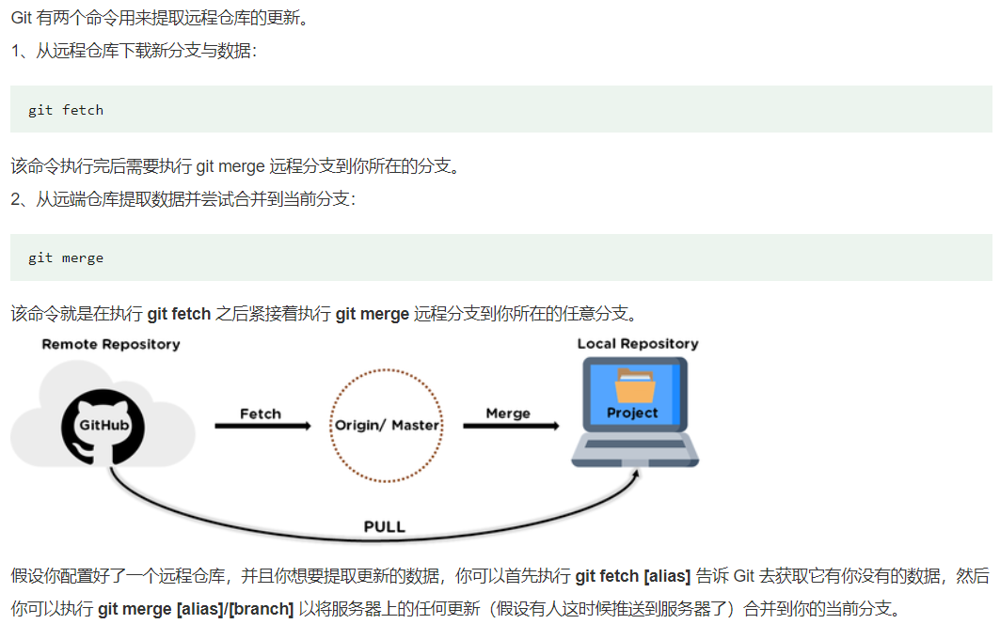 Git 有两个命令用来提取远程仓库的更新。
1、从远程仓库下载新分支与数据：
git fetch
该命令执行完后需要执行 git merge 远程分支到你所在的分支。
2、从远端仓库提取数据并尝试合并到当前分支：
git merge
该命令就是在执行 git fetch 之后紧接着执行 git merge 远程分支到你所在的任意分支。
Remote Repository
Local Repository
GitHub
Fetch
Origin/ Master
Merge
Project
PULL
假设你配置好了一个远程仓库，并且你想要提取更新的数据，你可以首先执行 git fetch [alias] 告诉 Git 去获取它有你没有的数据，然后
你可以执行 git merge [alias]/[branch] 以将服务器上的任何更新（假设有人这时候推送到服务器了）合并到你的当前分支。